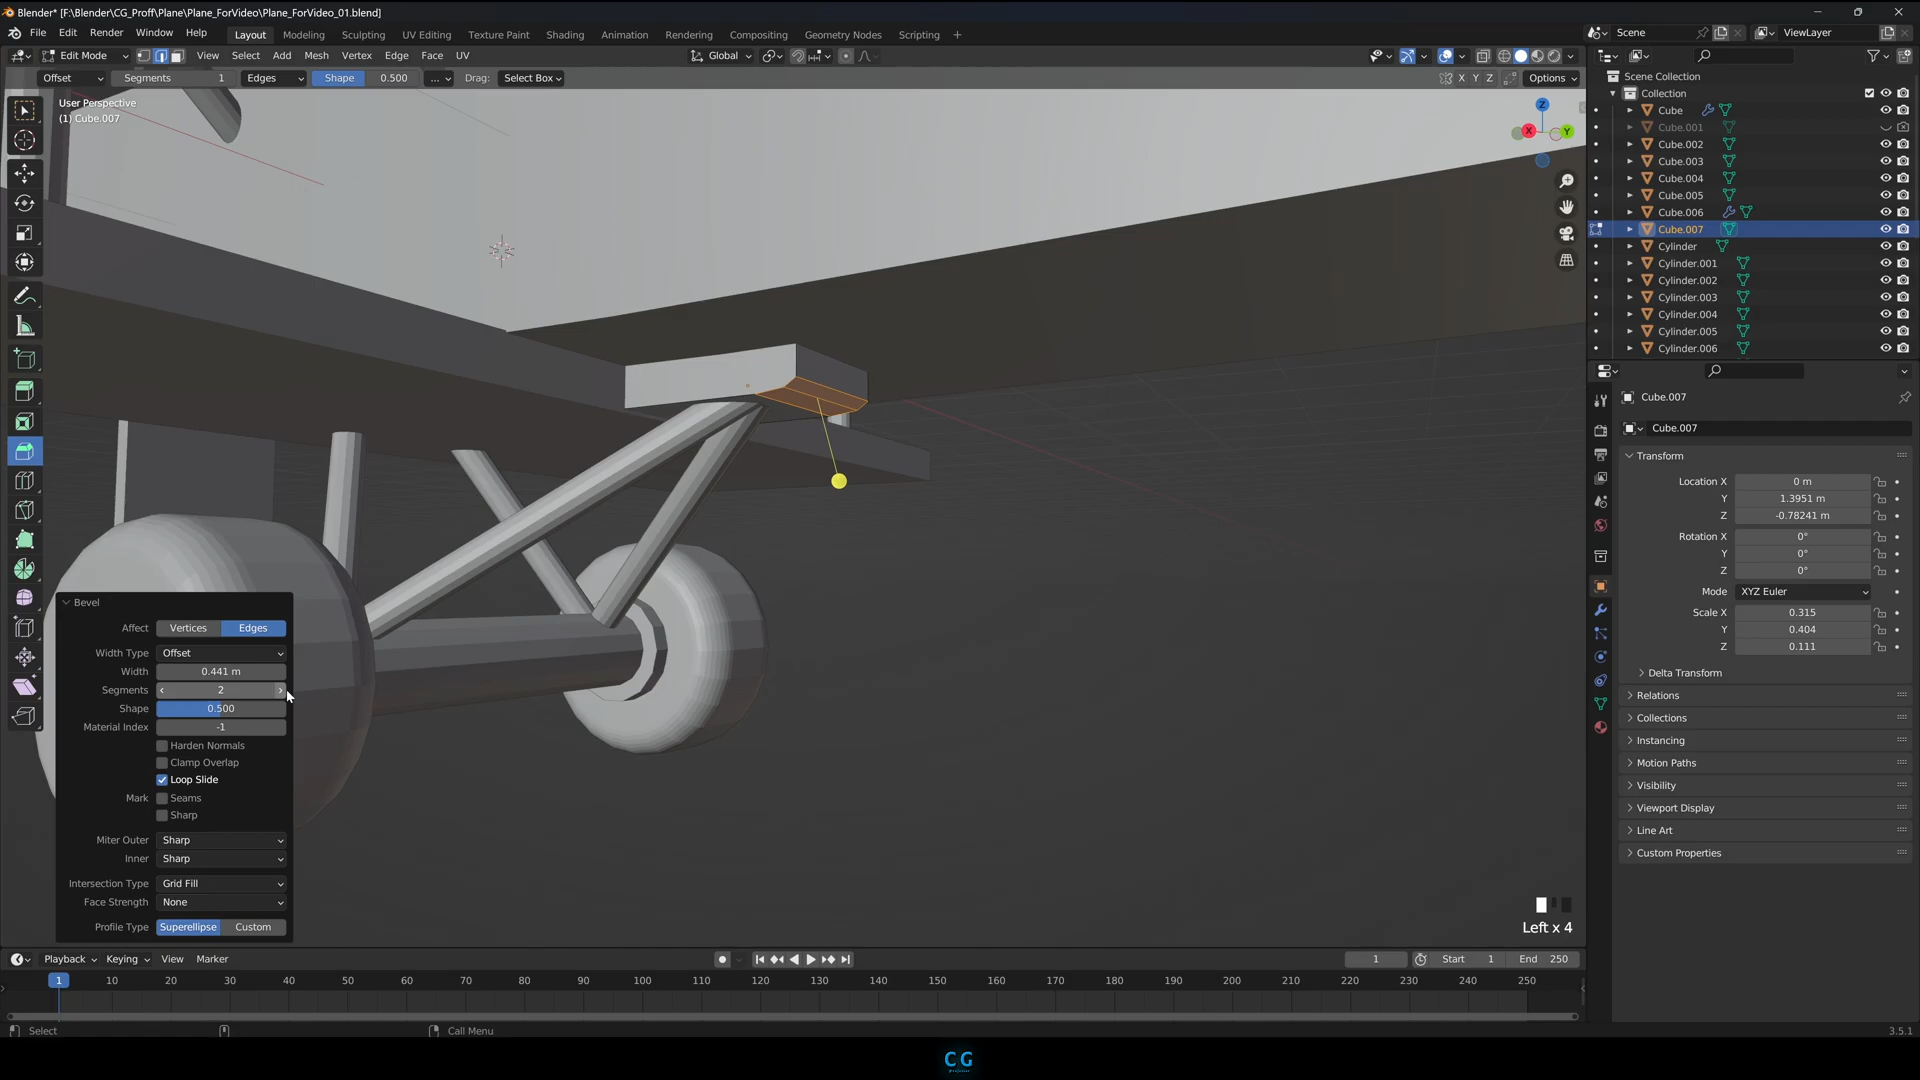 Blender* [F:\Blender\CG_Proff\Plane\Plane_ForVideo\Plane_ForVideo_01.blend]
File Edit Render Window Help Layout Modeling Sculpting UV Editing Texture Paint Shading Animation Rendering Compositing Geometry Nodes Scripting + Scene ViewLayer
Edit Mode View Select Add Mesh Vertex Edge Face UV Global
Offset Segments 1 Edges Shape 0.500 ... Drag: Select Box X Y Z Options
User Perspective
(1) Cube.007
Z
X Y
Scene Collection
Collection
Cube
Cube.001
Cube.002
Cube.003
Cube.004
Cube.005
Cube.006
Cube.007
Cylinder
Cylinder.001
Cylinder.002
Cylinder.003
Cylinder.004
Cylinder.005
Cylinder.006
Cube.007
Cube.007
Transform
Location X 0 m
Y 1.3951 m
Z -0.78241 m
Rotation X 0°
Y 0°
Z 0°
Mode XYZ Euler
Scale X 0.315
Y 0.404
Z 0.111
Delta Transform
Relations
Collections
Instancing
Motion Paths
Visibility
Viewport Display
Line Art
Custom Properties
Bevel
Affect Vertices Edges
Width Type Offset
Width 0.441 m
Segments 2
Shape 0.500
Material Index -1
Harden Normals
Clamp Overlap
Loop Slide
Mark Seams
Sharp
Miter Outer Sharp
Inner Sharp
Intersection Type Grid Fill
Face Strength None
Profile Type Superellipse Custom
Left x 4
Playback Keying View Marker 1 Start 1 End 250
1 10 20 30 40 50 60 70 80 90 100 110 120 130 140 150 160 170 180 190 200 210 220 230 240 250
Select Call Menu 3.5.1
CG